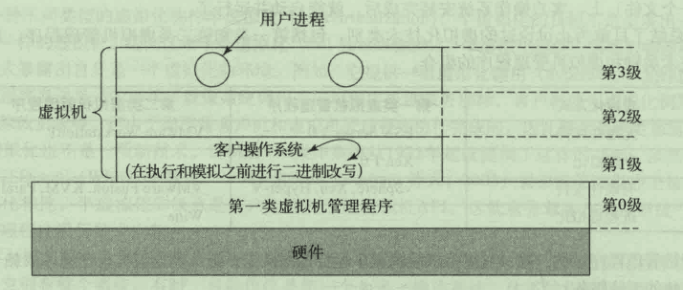 用户进程
第3级
第2级
虚拟机
客户操作系统
(在执行和模拟之前进行二进制改写)
第1级
第一类虚拟机管理程序
第0级
硬件